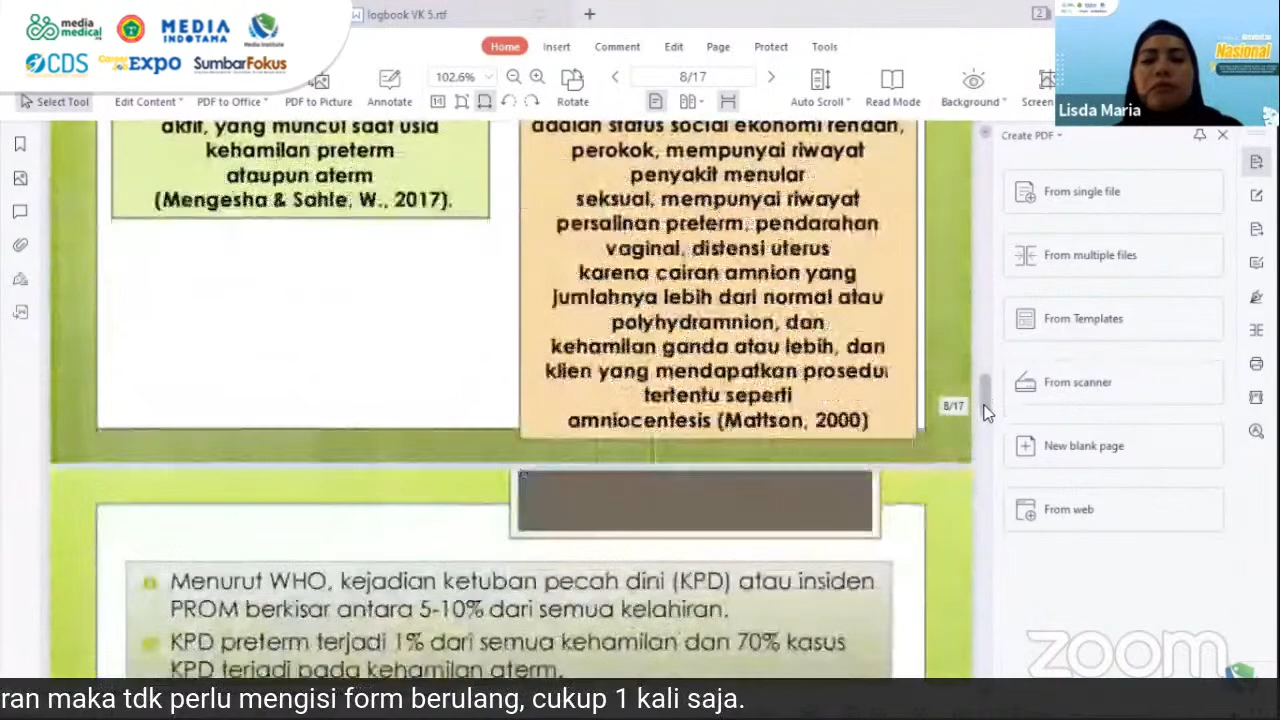 media
medical
MEDIA
INDOTAMA
Media Institute
CDS
Expo
SumbarFokus
logbook VK 5.rtf
2
Home
Insert
Comment
Edit
Page
Protect
Tools
102.6%
8/17
Select Tool
Edit Content
PDF to Office
PDF to Picture
Annotate
Rotate
Auto Scroll
Read Mode
Background
Screen
Nasional
Lisda Maria
aktif, yang muncul saat usia
kehamilan preterm
ataupun aterm
(Mengesha & Sahle, W., 2017).
adalah status social ekonomi rendah,
perokok, mempunyai riwayat
penyakit menular
seksual, mempunyai riwayat
persalinan preterm, pendarahan
vaginal, distensi uterus
karena cairan amnion yang
jumlahnya lebih dari normal atau
polyhydramnion, dan
kehamilan ganda atau lebih, dan
klien yang mendapatkan prosedur
tertentu seperti
amniocentesis (Mattson, 2000)
8/17
Create PDF
From single file
From multiple files
From Templates
From scanner
New blank page
From web
Menurut WHO, kejadian ketuban pecah dini (KPD) atau insiden
PROM berkisar antara 5-10% dari semua kelahiran.
KPD preterm terjadi 1% dari semua kehamilan dan 70% kasus
KPD terjadi pada kehamilan aterm.
zoom
ran maka tdk perlu mengisi form berulang, cukup 1 kali saja.